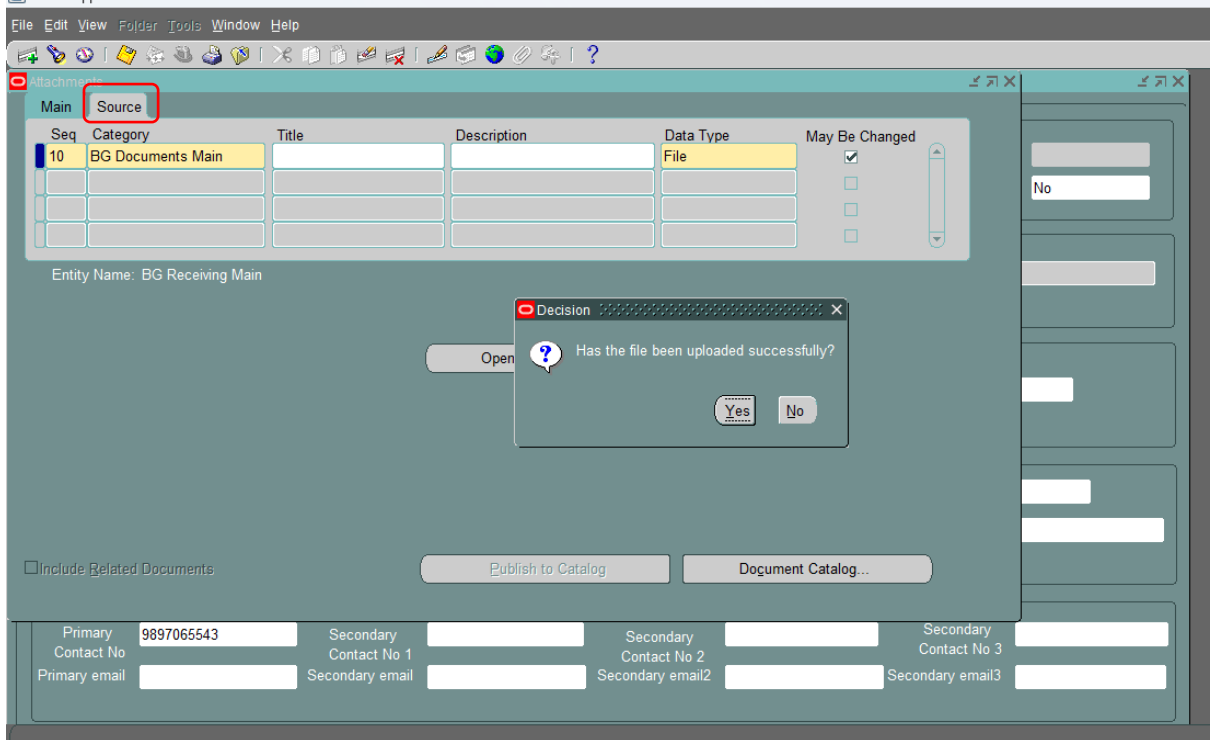 File Edit View Folder Tools Window Help
Attachments
Main Source
Seq Category Title Description Data Type May Be Changed
10 BG Documents Main File
No
Entity Name: BG Receiving Main
Decision
Has the file been uploaded successfully?
Open
Yes No
Include Related Documents Publish to Catalog Document Catalog...
Primary Contact No 9897065543 Secondary Contact No 1 Secondary Contact No 2 Secondary Contact No 3
Primary email Secondary email Secondary email2 Secondary email3